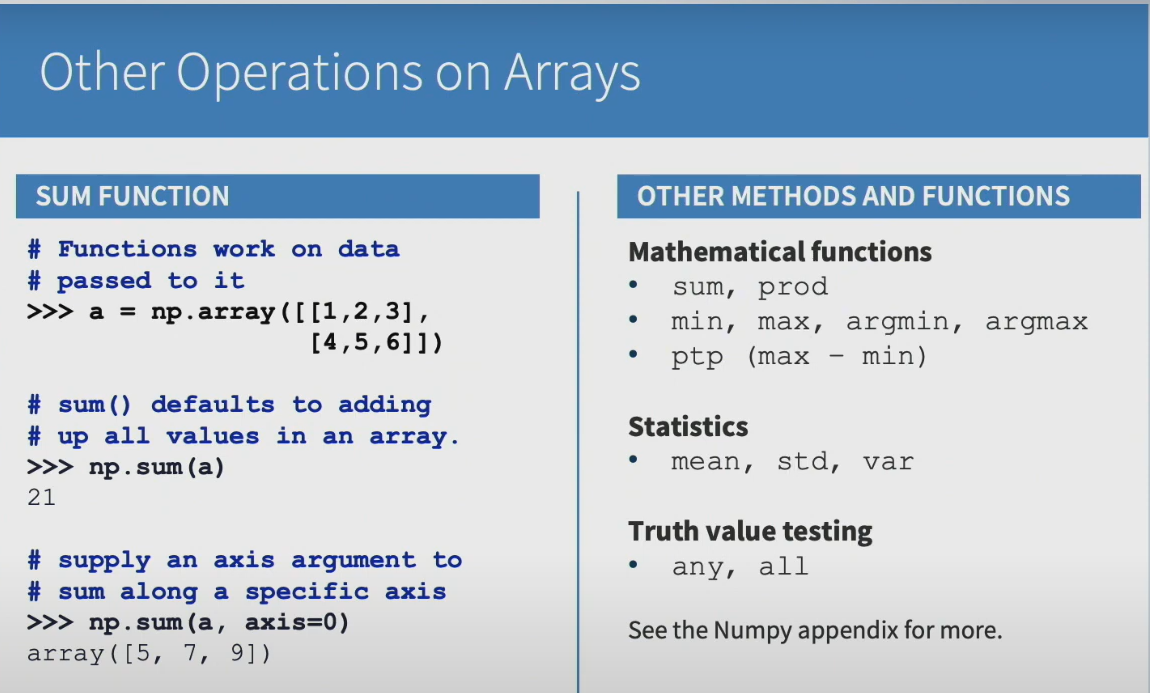 Other Operations on Arrays
SUM FUNCTION
# Functions work on data
# passed to it
>>> a = np.array([[1,2,3],
[4,5,6]])
# sum() defaults to adding
# up all values in an array.
>>> np.sum(a)
21
# supply an axis argument to
# sum along a specific axis
>>> np.sum(a, axis=0)
array([5, 7, 9])
OTHER METHODS AND FUNCTIONS
Mathematical functions
• sum, prod
• min, max, argmin, argmax
• ptp (max – min)
Statistics
• mean, std, var
Truth value testing
• any, all
See the Numpy appendix for more.